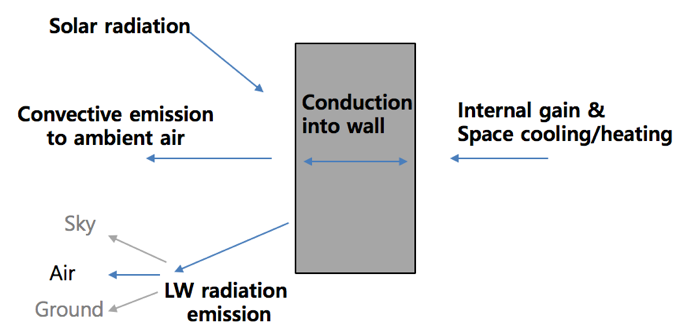 Solar radiation
Convective emission
to ambient air
Conduction
into wall
Internal gain &
Space cooling/heating
Sky
Air
Ground
LW radiation
emission